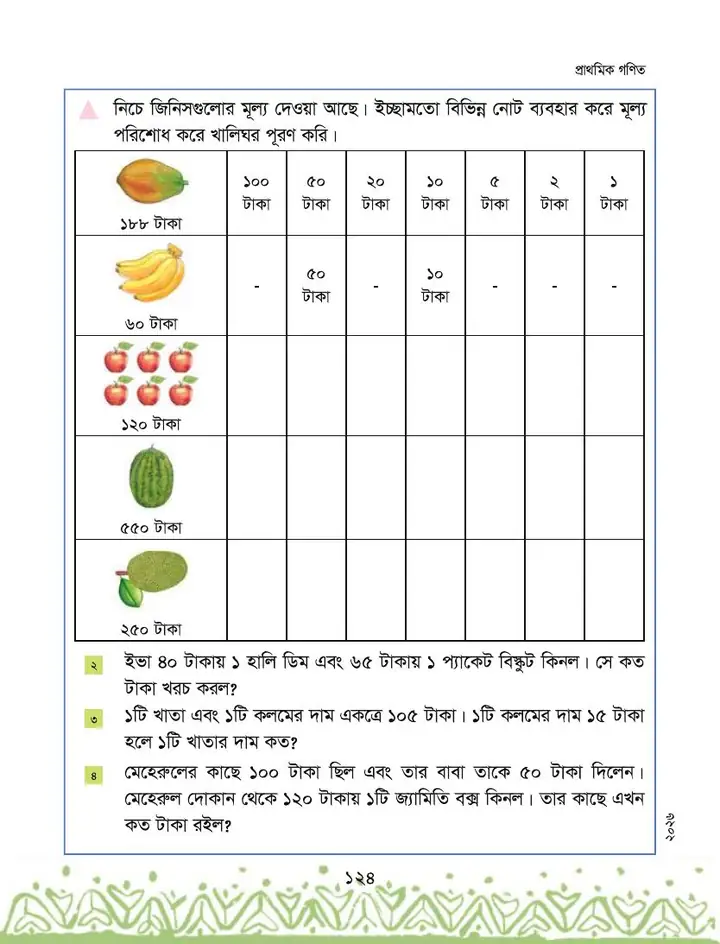 প্রাথমিক গণিত
নিচে জিনিসগুলোর মূল্য দেওয়া আছে। ইচ্ছামতো বিভিন্ন নোট ব্যবহার করে মূল্য
পরিশোধ করে খালিঘর পূরণ করি।
১০০ ৫০ ২০ ১০ ৫ ২ ১
টাকা টাকা টাকা টাকা টাকা টাকা টাকা
১৮৮ টাকা
- ৫০ - ১০ - - -
টাকা টাকা
৬০ টাকা
১২০ টাকা
৫৫০ টাকা
২৫০ টাকা
২ ইভা ৪০ টাকায় ১ হালি ডিম এবং ৬৫ টাকায় ১ প্যাকেট বিস্কুট কিনল। সে কত
টাকা খরচ করল?
৩ ১টি খাতা এবং ১টি কলমের দাম একত্রে ১০৫ টাকা। ১টি কলমের দাম ১৫ টাকা
হলে ১টি খাতার দাম কত?
৪ মেহেরুলের কাছে ১০০ টাকা ছিল এবং তার বাবা তাকে ৫০ টাকা দিলেন।
মেহেরুল দোকান থেকে ১২০ টাকায় ১টি জ্যামিতি বক্স কিনল। তার কাছে এখন
কত টাকা রইল?
২০২৬
১২৪